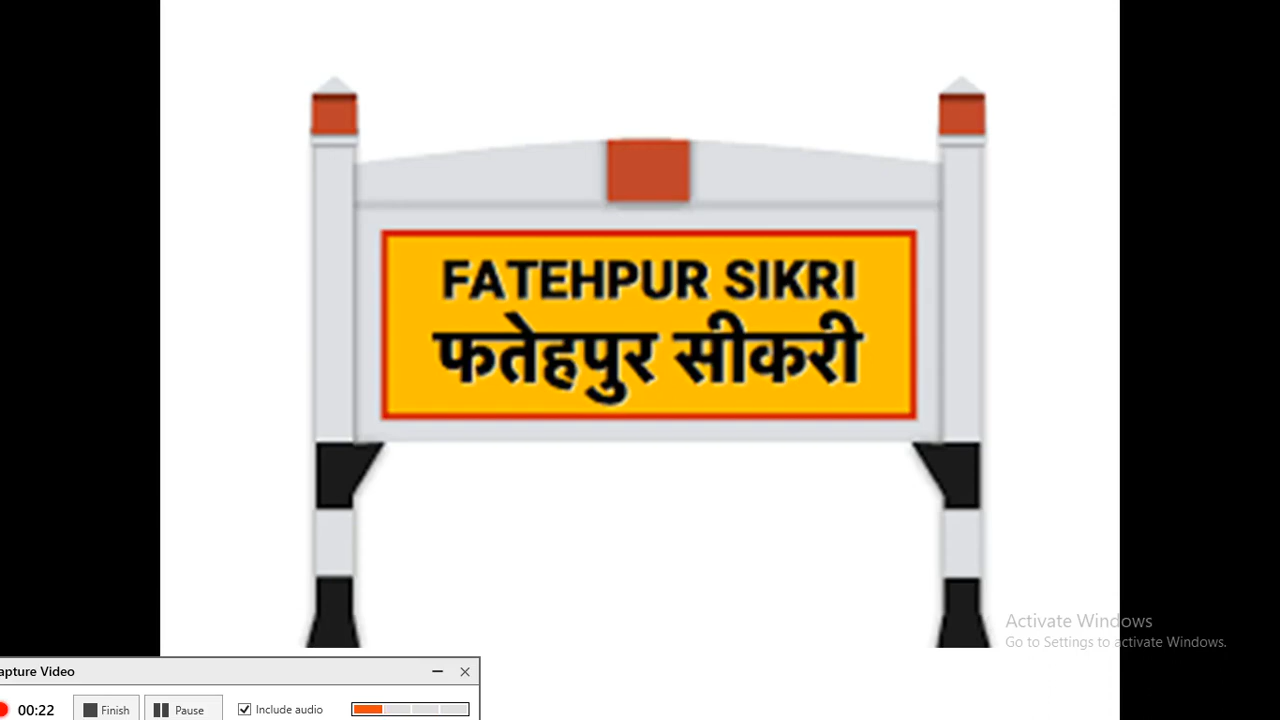 FATEHPUR SIKRI
फतेहपुर सीकरी
Activate Windows
Go to Settings to activate Windows.
apture Video
00:22
Finish
Pause
Include audio